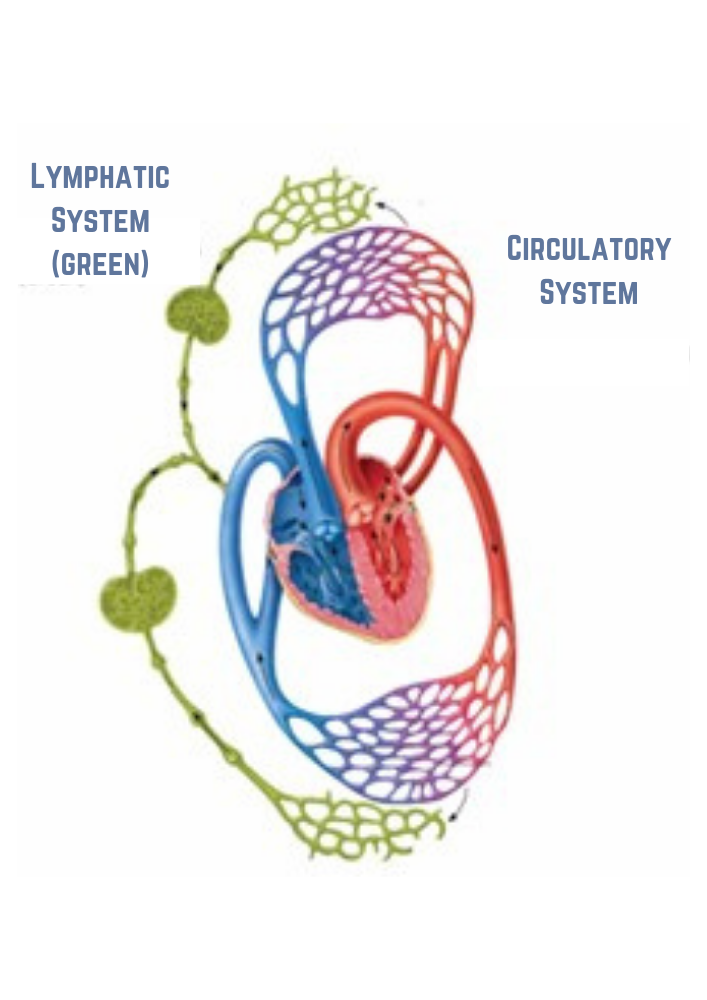 Lymphatic
System
(green)
Circulatory
System